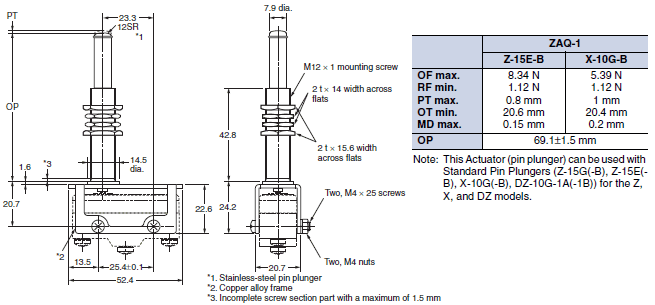 PT
23.3
12SR
*1
OP
1.6
*3
14.5
dia.
20.7
*2
13.5
25.4±0.1
52.4
22.6
7.9 dia.
M12 × 1 mounting screw
2 t × 14 width across
flats
2 t × 15.6 width
across flats
42.8
24.2
Two, M4 × 25 screws
Two, M4 nuts
20.7
*1. Stainless-steel pin plunger
*2. Copper alloy frame
*3. Incomplete screw section part with a maximum of 1.5 mm
ZAQ-1
Z-15E-B X-10G-B
OF max. 8.34 N 5.39 N
RF min. 1.12 N 1.12 N
PT max. 0.8 mm 1 mm
OT min. 20.6 mm 20.4 mm
MD max. 0.15 mm 0.2 mm
OP 69.1±1.5 mm
Note: This Actuator (pin plunger) can be used with
Standard Pin Plungers (Z-15G(-B), Z-15E(-
B), X-10G(-B), DZ-10G-1A(-1B)) for the Z,
X, and DZ models.